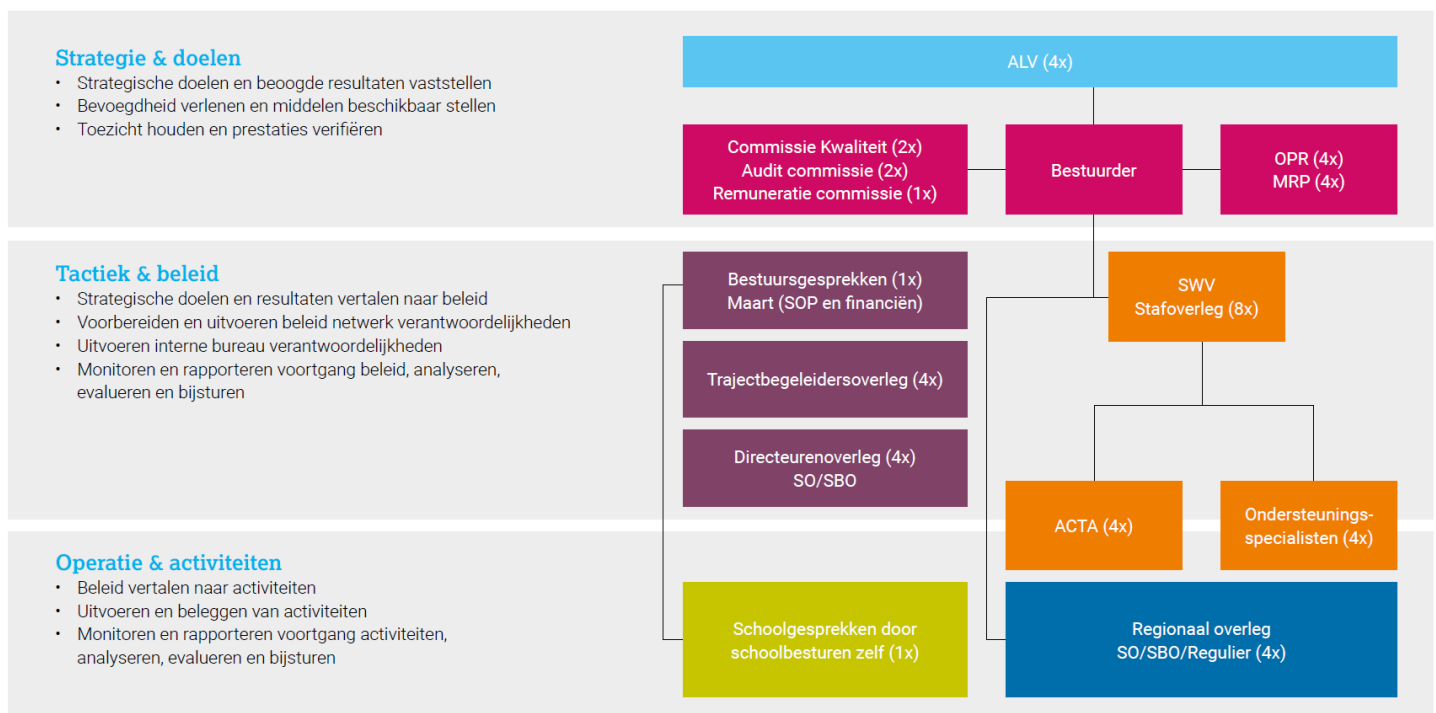 Strategie & doelen
• Strategische doelen en beoogde resultaten vaststellen
• Bevoegdheid verlenen en middelen beschikbaar stellen
• Toezicht houden en prestaties verifiëren
ALV (4x)
Commissie Kwaliteit (2x)
Audit commissie (2x)
Remuneratie commissie (1x)
Bestuurder
OPR (4x)
MRP (4x)
Tactiek & beleid
• Strategische doelen en resultaten vertalen naar beleid
• Voorbereiden en uitvoeren beleid netwerk verantwoordelijkheden
• Uitvoeren interne bureau verantwoordelijkheden
• Monitoren en rapporteren voortgang beleid, analyseren,
evalueren en bijsturen
Bestuursgesprekken (1x)
Maart (SOP en financiën)
Trajectbegeleidersoverleg (4x)
Directeurenoverleg (4x)
SO/SBO
SWV
Stafoverleg (8x)
ACTA (4x)
Ondersteunings-
specialisten (4x)
Operatie & activiteiten
• Beleid vertalen naar activiteiten
• Uitvoeren en beleggen van activiteiten
• Monitoren en rapporteren voortgang activiteiten,
analyseren, evalueren en bijsturen
Schoolgesprekken door
schoolbesturen zelf (1x)
Regionaal overleg
SO/SBO/Regulier (4x)